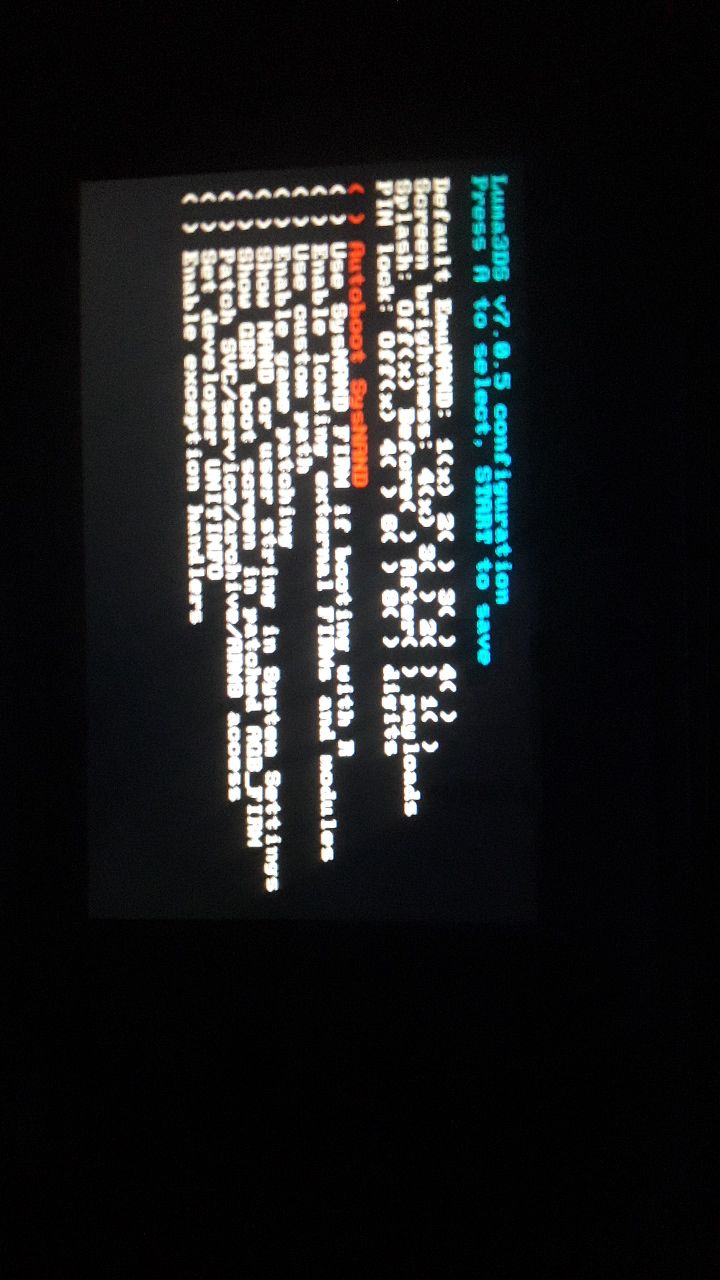 Luma3DS v7.0.5 configuration
Press A to select, START to save
Default EmuNAND: 1(x) 2( ) 3( ) 4( )
Screen brightness: 4(x) 3( ) 2( ) 1( )
Splash: Off(x) Before( ) After( ) payloads
PIN lock: Off(x) 4( ) 6( ) 8( ) digits
( ) Autoboot SysNAND
( ) Use SysNAND FIRM if booting with R
( ) Enable loading external FIRMs and modules
( ) Use custom path
( ) Enable game patching
( ) Show NAND or user string in System Settings
( ) Show GBA boot screen in patched AGB_FIRM
( ) Patch SVC/service/archive/ARM9 access
( ) Set developer UNITINFO
( ) Enable exception handlers